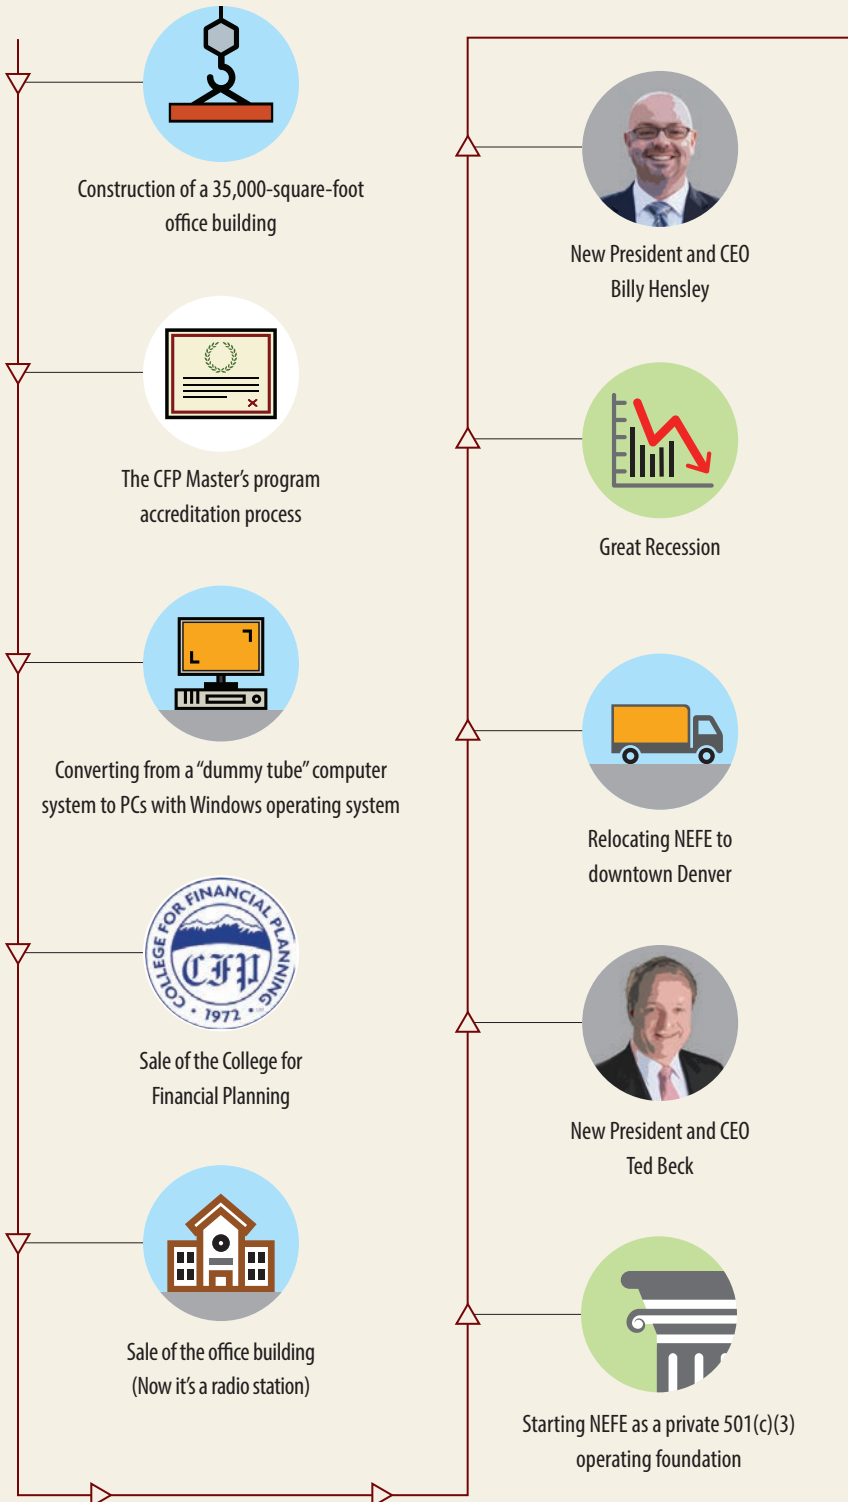 Construction of a 35,000-square-foot
office building
The CFP Master’s program
accreditation process
Converting from a “dummy tube” computer
system to PCs with Windows operating system
COLLEGE FOR FINANCIAL PLANNING
CFP
• 1972 •
Sale of the College for
Financial Planning
Sale of the office building
(Now it’s a radio station)
Starting NEFE as a private 501(c)(3)
operating foundation
New President and CEO
Ted Beck
Relocating NEFE to
downtown Denver
Great Recession
New President and CEO
Billy Hensley